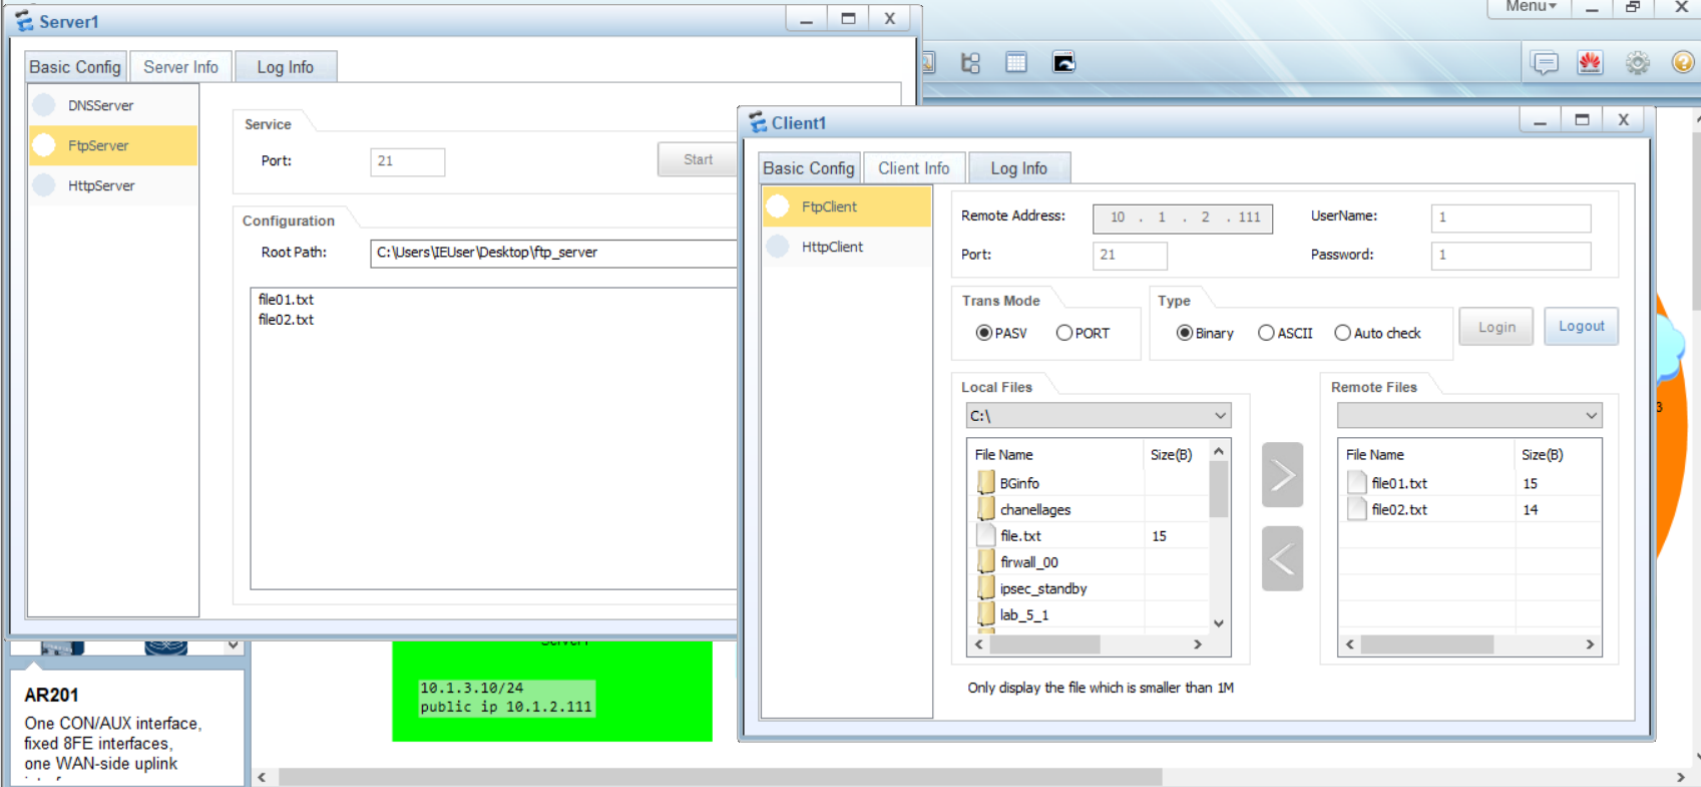 Menu
Server1
X
Basic Config
Server Info
Log Info
DNSServer
FtpServer
HttpServer
Service
Port:
21
Start
Configuration
Root Path:
C:\Users\IEUser\Desktop\ftp_server
file01.txt
file02.txt
Client1
X
Basic Config
Client Info
Log Info
FtpClient
HttpClient
Remote Address:
10 . 1 . 2 . 111
UserName:
1
Port:
21
Password:
1
Trans Mode
PASV
PORT
Type
Binary
ASCII
Auto check
Login
Logout
Local Files
C:\
File Name Size(B)
BGinfo
chanellages
file.txt 15
firwall_00
ipsec_standby
lab_5_1
Remote Files
File Name Size(B)
file01.txt 15
file02.txt 14
Only display the file which is smaller than 1M
3
10.1.3.10/24
public ip 10.1.2.111
AR201
One CON/AUX interface,
fixed 8FE interfaces,
one WAN-side uplink